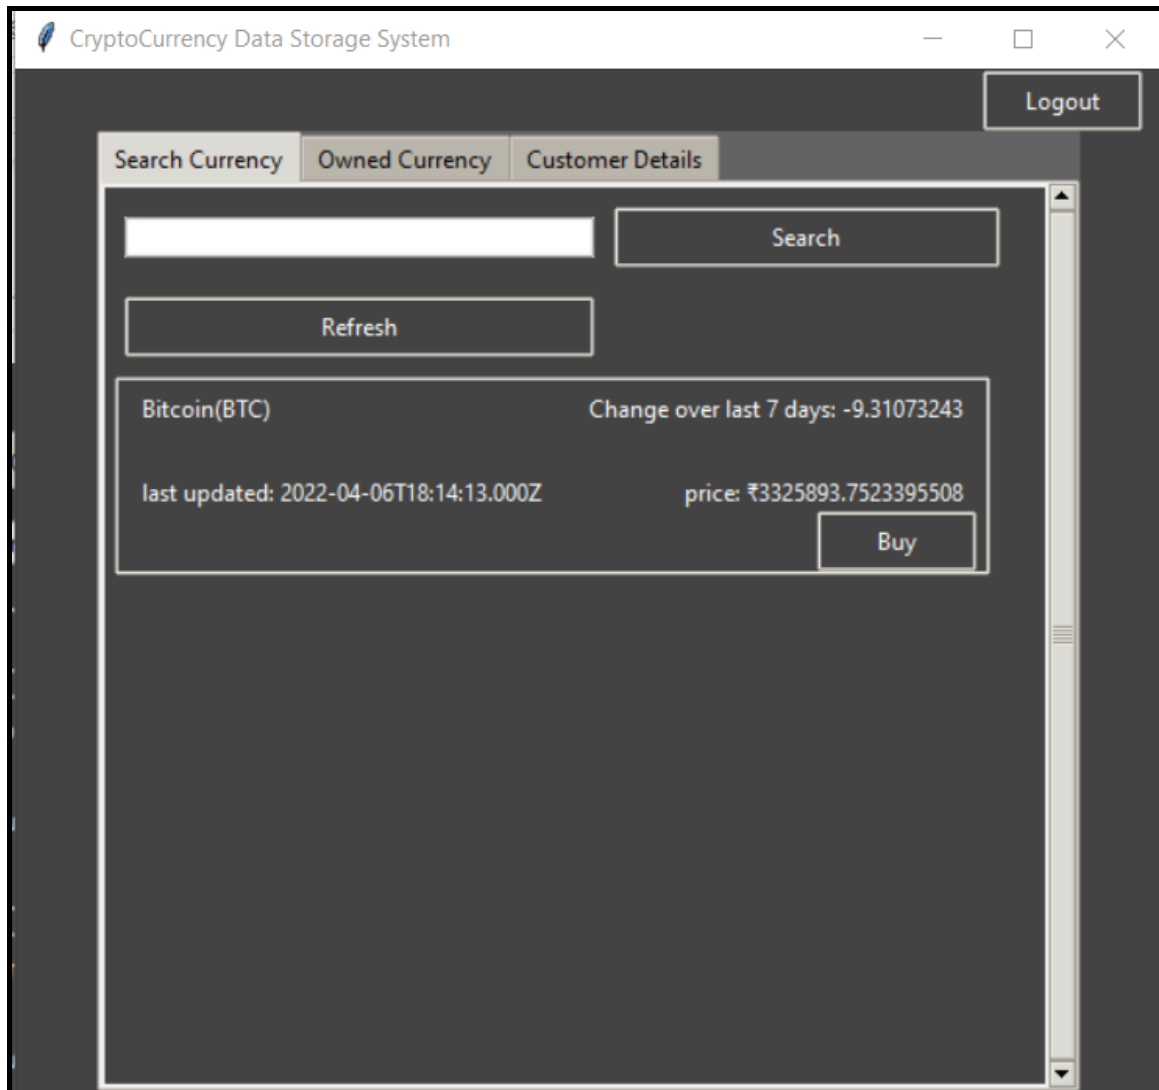 CryptoCurrency Data Storage System
Logout
Search Currency Owned Currency Customer Details
Search
Refresh
Bitcoin(BTC) Change over last 7 days: -9.31073243
last updated: 2022-04-06T18:14:13.000Z price: ₹3325893.7523395508
Buy